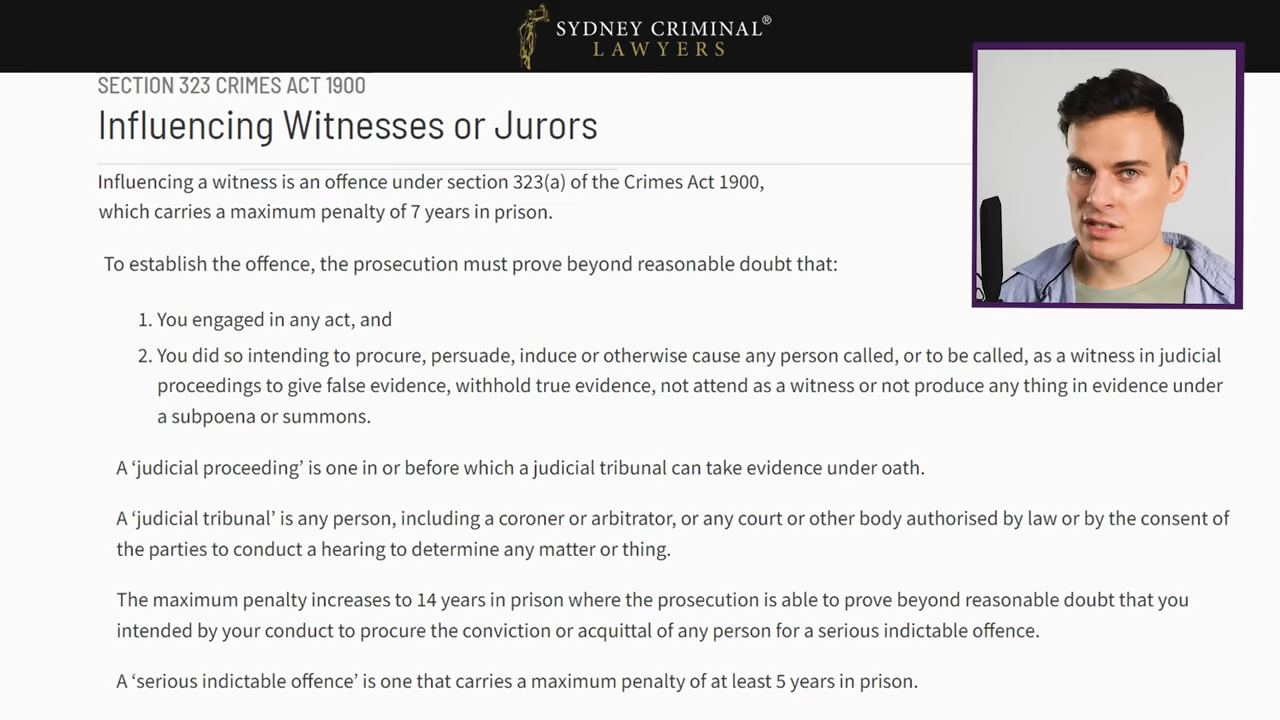 SYDNEY CRIMINAL®
LAWYERS
SECTION 323 CRIMES ACT 1900
Influencing Witnesses or Jurors
Influencing a witness is an offence under section 323(a) of the Crimes Act 1900,
which carries a maximum penalty of 7 years in prison.
To establish the offence, the prosecution must prove beyond reasonable doubt that:
1. You engaged in any act, and
2. You did so intending to procure, persuade, induce or otherwise cause any person called, or to be called, as a witness in judicial
proceedings to give false evidence, withhold true evidence, not attend as a witness or not produce any thing in evidence under
a subpoena or summons.
A ‘judicial proceeding’ is one in or before which a judicial tribunal can take evidence under oath.
A ‘judicial tribunal’ is any person, including a coroner or arbitrator, or any court or other body authorised by law or by the consent of
the parties to conduct a hearing to determine any matter or thing.
The maximum penalty increases to 14 years in prison where the prosecution is able to prove beyond reasonable doubt that you
intended by your conduct to procure the conviction or acquittal of any person for a serious indictable offence.
A ‘serious indictable offence’ is one that carries a maximum penalty of at least 5 years in prison.